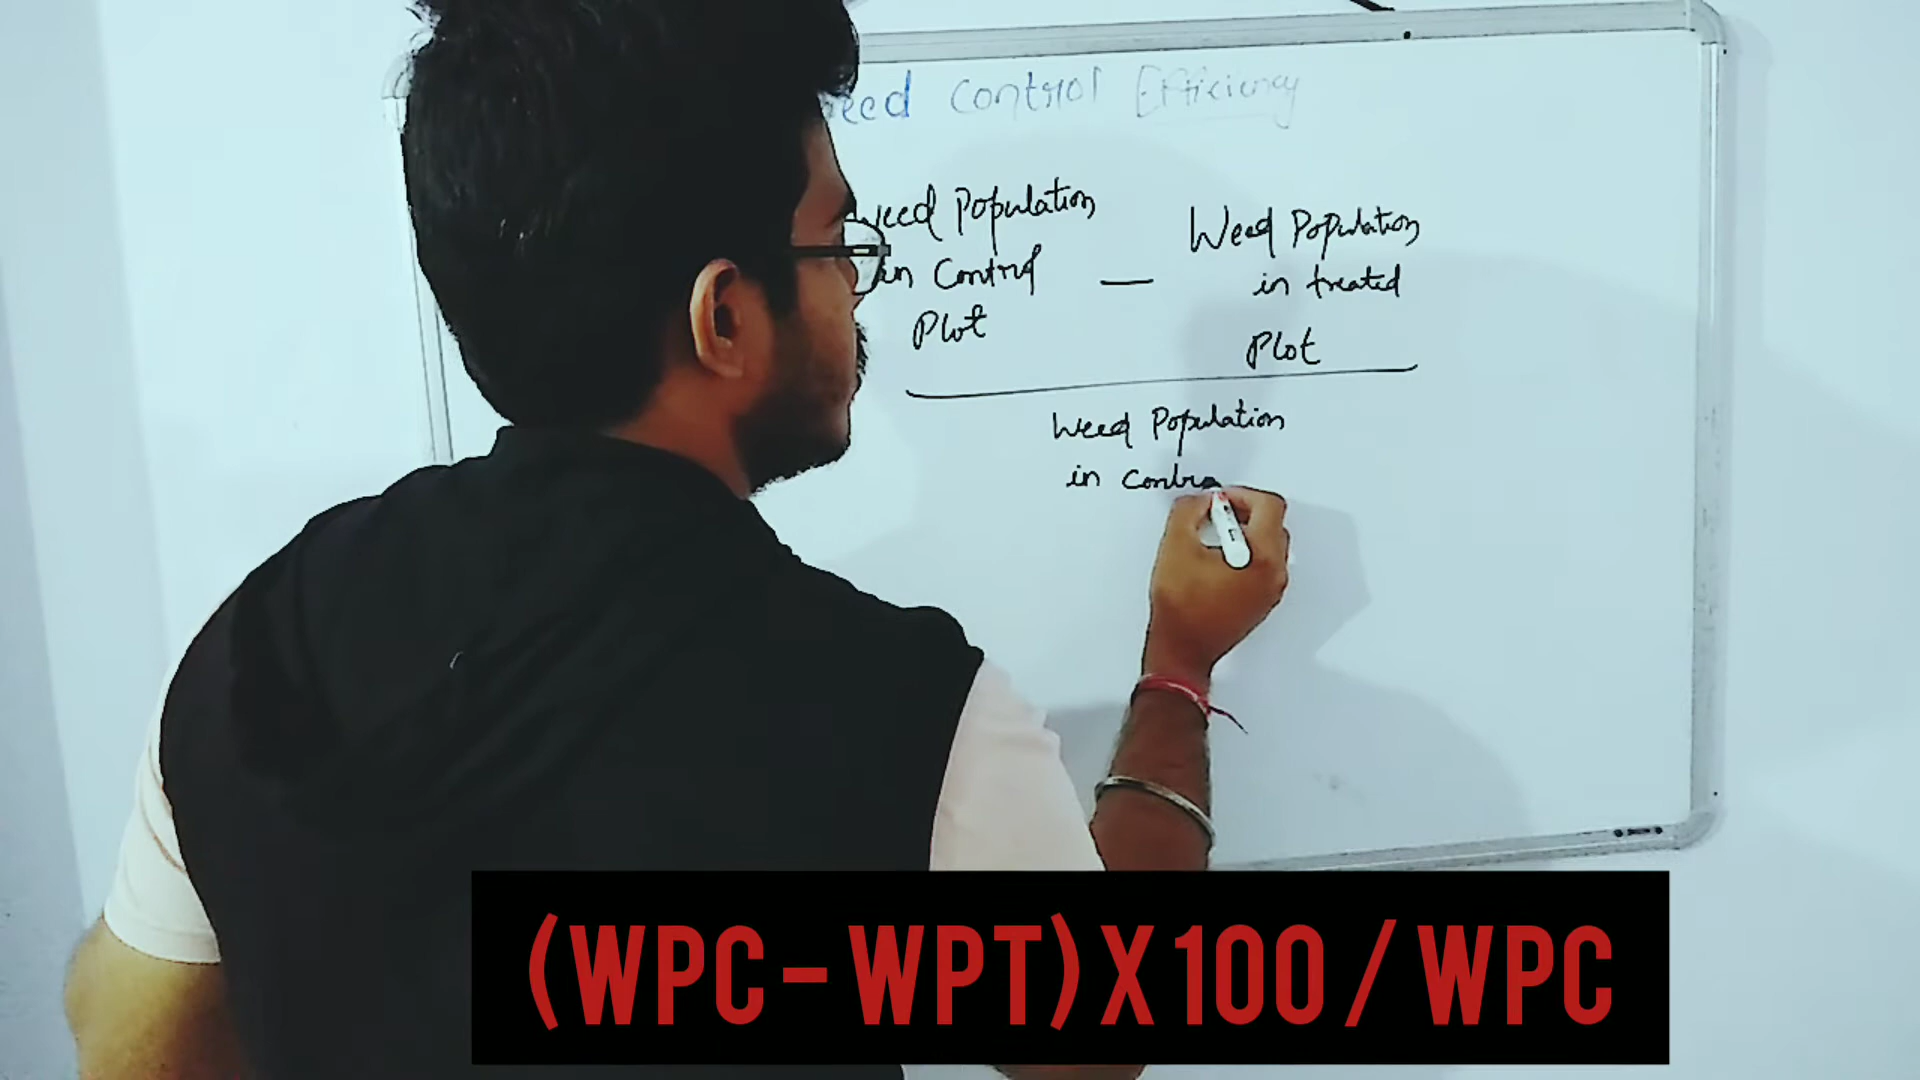 eed Control Efficiency
weed Population
in Control
Plot
—
Weed Population
in treated
Plot
Weed Population
in contro
(WPC – WPT) X 100 / WPC